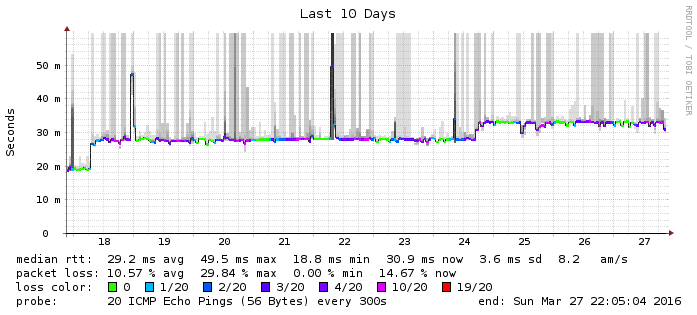 Last 10 Days
RRDTOOL / TOBI OETIKER
Seconds
50 m
40 m
30 m
20 m
10 m
0
18 19 20 21 22 23 24 25 26 27
median rtt: 29.2 ms avg 49.5 ms max 18.8 ms min 30.9 ms now 3.6 ms sd 8.2 am/s
packet loss: 10.57 % avg 29.84 % max 0.00 % min 14.67 % now
loss color: 0 1/20 2/20 3/20 4/20 10/20 19/20
probe: 20 ICMP Echo Pings (56 Bytes) every 300s end: Sun Mar 27 22:05:04 2016